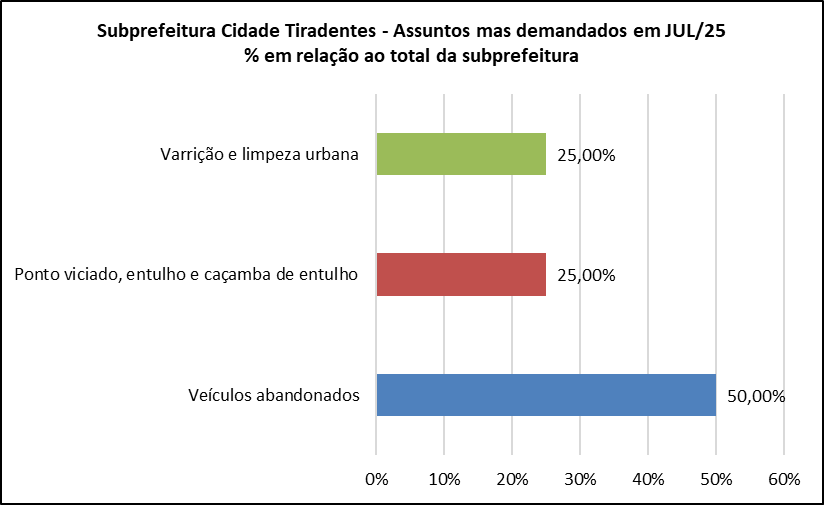 Subprefeitura Cidade Tiradentes - Assuntos mas demandados em JUL/25
% em relação ao total da subprefeitura
Varrição e limpeza urbana
25,00%
Ponto viciado, entulho e caçamba de entulho
25,00%
Veículos abandonados
50,00%
0% 10% 20% 30% 40% 50% 60%